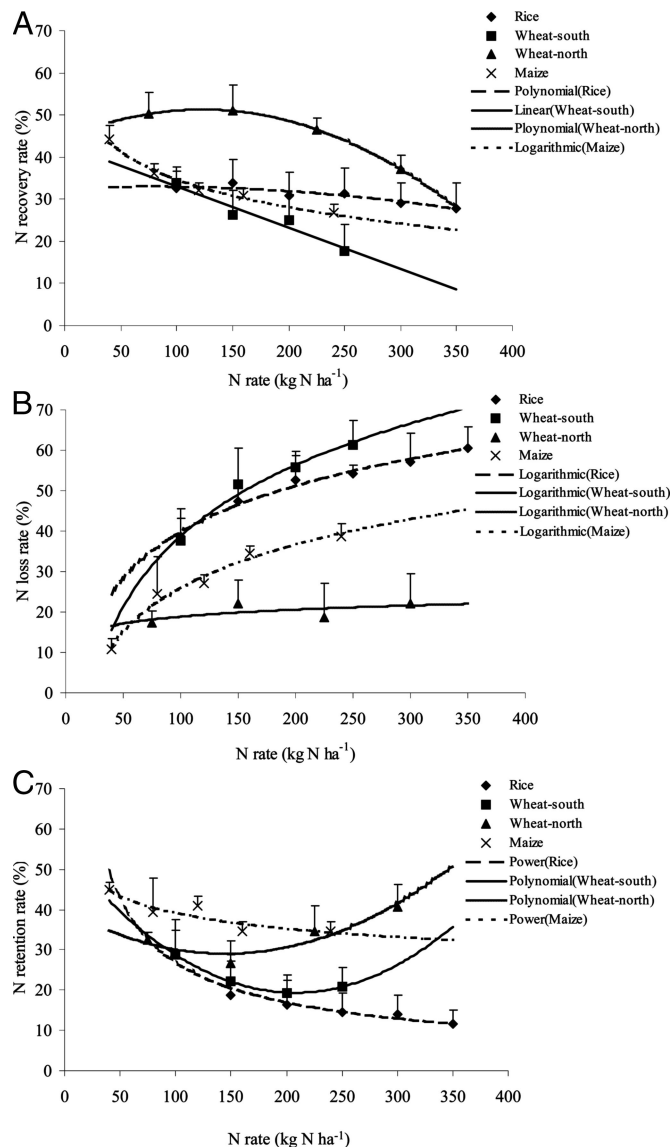 A
Rice
Wheat-south
Wheat-north
Maize
Polynomial(Rice)
Linear(Wheat-south)
Ploynomial(Wheat-north)
Logarithmic(Maize)
70
60
50
40
30
20
10
0
N recovery rate (%)
0 50 100 150 200 250 300 350 400
N rate (kg N ha⁻¹)
B
Rice
Wheat-south
Wheat-north
Maize
Logarithmic(Rice)
Logarithmic(Wheat-south)
Logarithmic(Wheat-north)
Logarithmic(Maize)
70
60
50
40
30
20
10
0
N loss rate (%)
0 50 100 150 200 250 300 350 400
N rate (kg N ha⁻¹)
C
Rice
Wheat-south
Wheat-north
Maize
Power(Rice)
Polynomial(Wheat-south)
Polynomial(Wheat-north)
Power(Maize)
70
60
50
40
30
20
10
0
N retention rate (%)
0 50 100 150 200 250 300 350 400
N rate (kg N ha⁻¹)